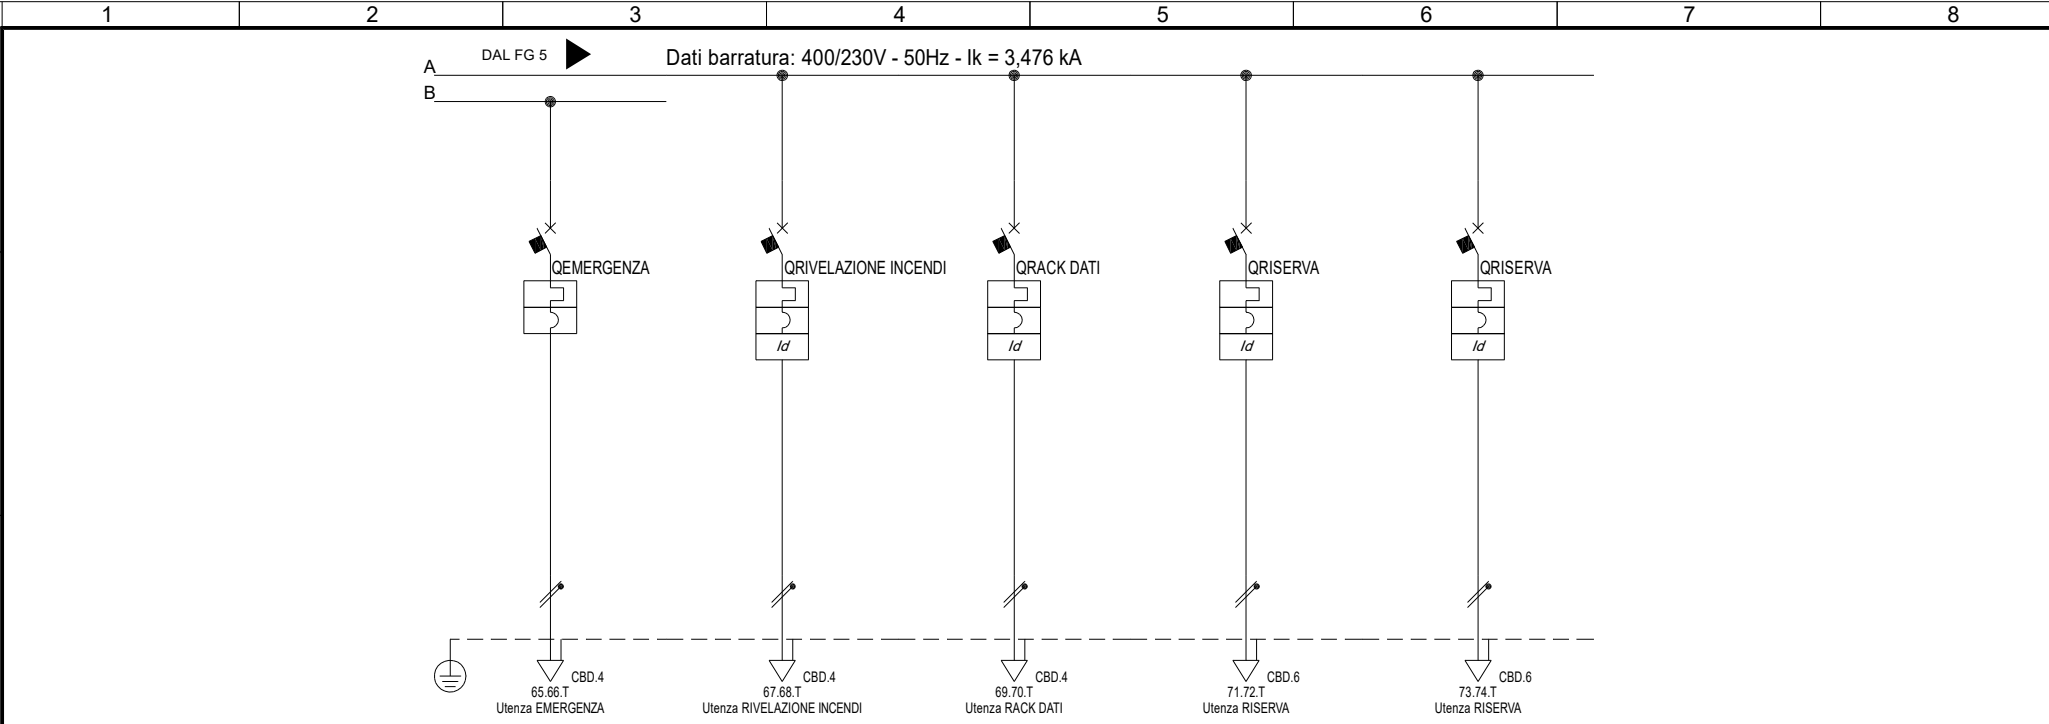 1 2 3 4 5 6 7 8
DAL FG 5 Dati barratura: 400/230V - 50Hz - Ik = 3,476 kA
A
B
QEMERGENZA QRIVELAZIONE INCENDI QRACK DATI QRISERVA QRISERVA
Id Id Id Id
CBD.4 CBD.4 CBD.4 CBD.6 CBD.6
65.66.T 67.68.T 69.70.T 71.72.T 73.74.T
Utenza EMERGENZA Utenza RIVELAZIONE INCENDI Utenza RACK DATI Utenza RISERVA Utenza RISERVA